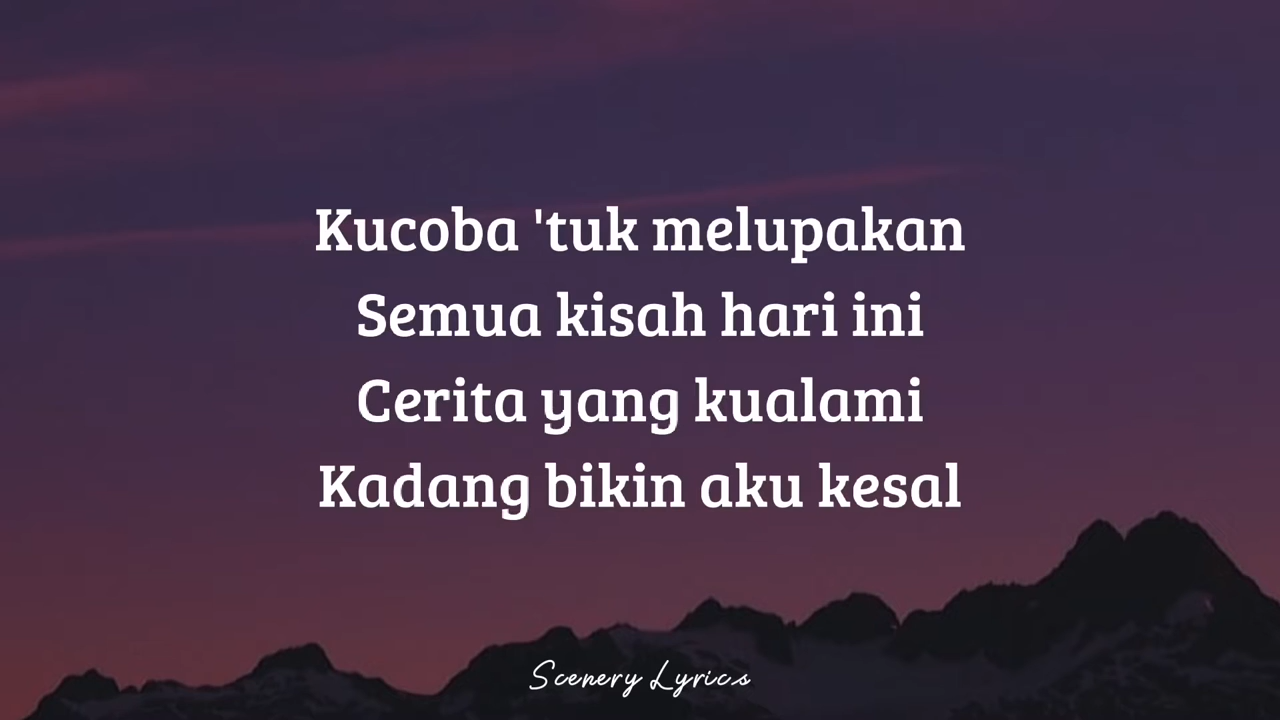 Kucoba 'tuk melupakan
Semua kisah hari ini
Cerita yang kualami
Kadang bikin aku kesal
Scenery Lyrics